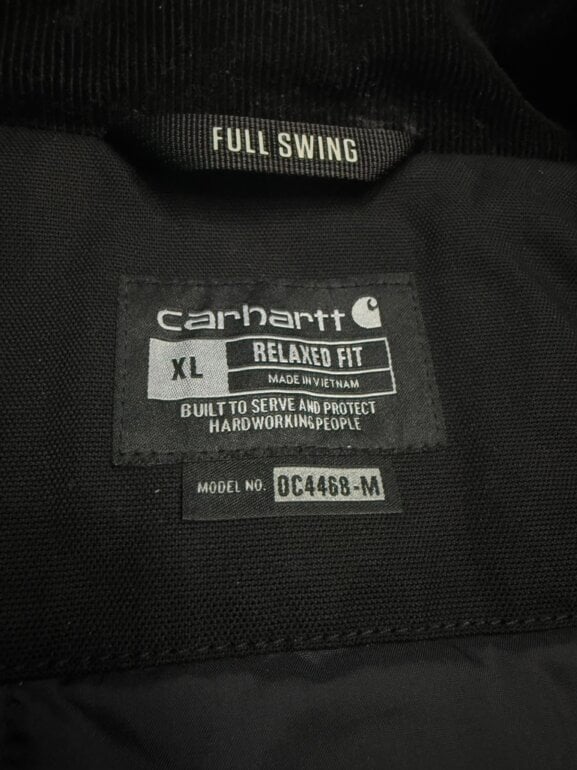 FULL SWING
carhartt
XL
RELAXED FIT
MADE IN VIETNAM
BUILT TO SERVE AND PROTECT
HARDWORKING PEOPLE
MODEL NO. OC4468-M